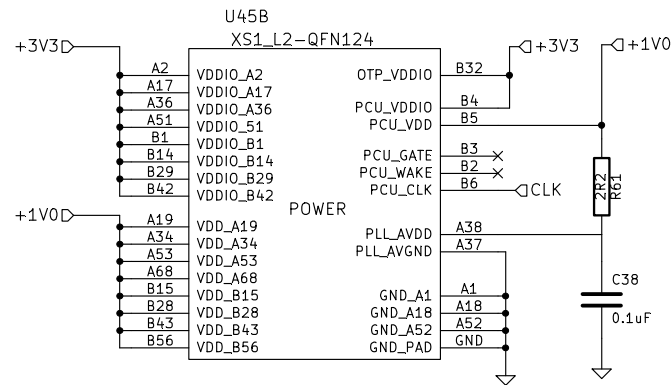 U45B
XS1_L2-QFN124
+3V3
+3V3
+1V0
A2 VDDIO_A2
A17 VDDIO_A17
A36 VDDIO_A36
A51 VDDIO_51
B1 VDDIO_B1
B14 VDDIO_B14
B29 VDDIO_B29
B42 VDDIO_B42
OTP_VDDIO B32
PCU_VDDIO B4
PCU_VDD B5
PCU_GATE B3
PCU_WAKE B2
PCU_CLK B6
CLK
2R2
R61
POWER
+1V0
A19 VDD_A19
A34 VDD_A34
A53 VDD_A53
A68 VDD_A68
B15 VDD_B15
B28 VDD_B28
B43 VDD_B43
B56 VDD_B56
PLL_AVDD A38
PLL_AVGND A37
GND_A1 A1
GND_A18 A18
GND_A52 A52
GND_PAD GND
C38
0.1uF